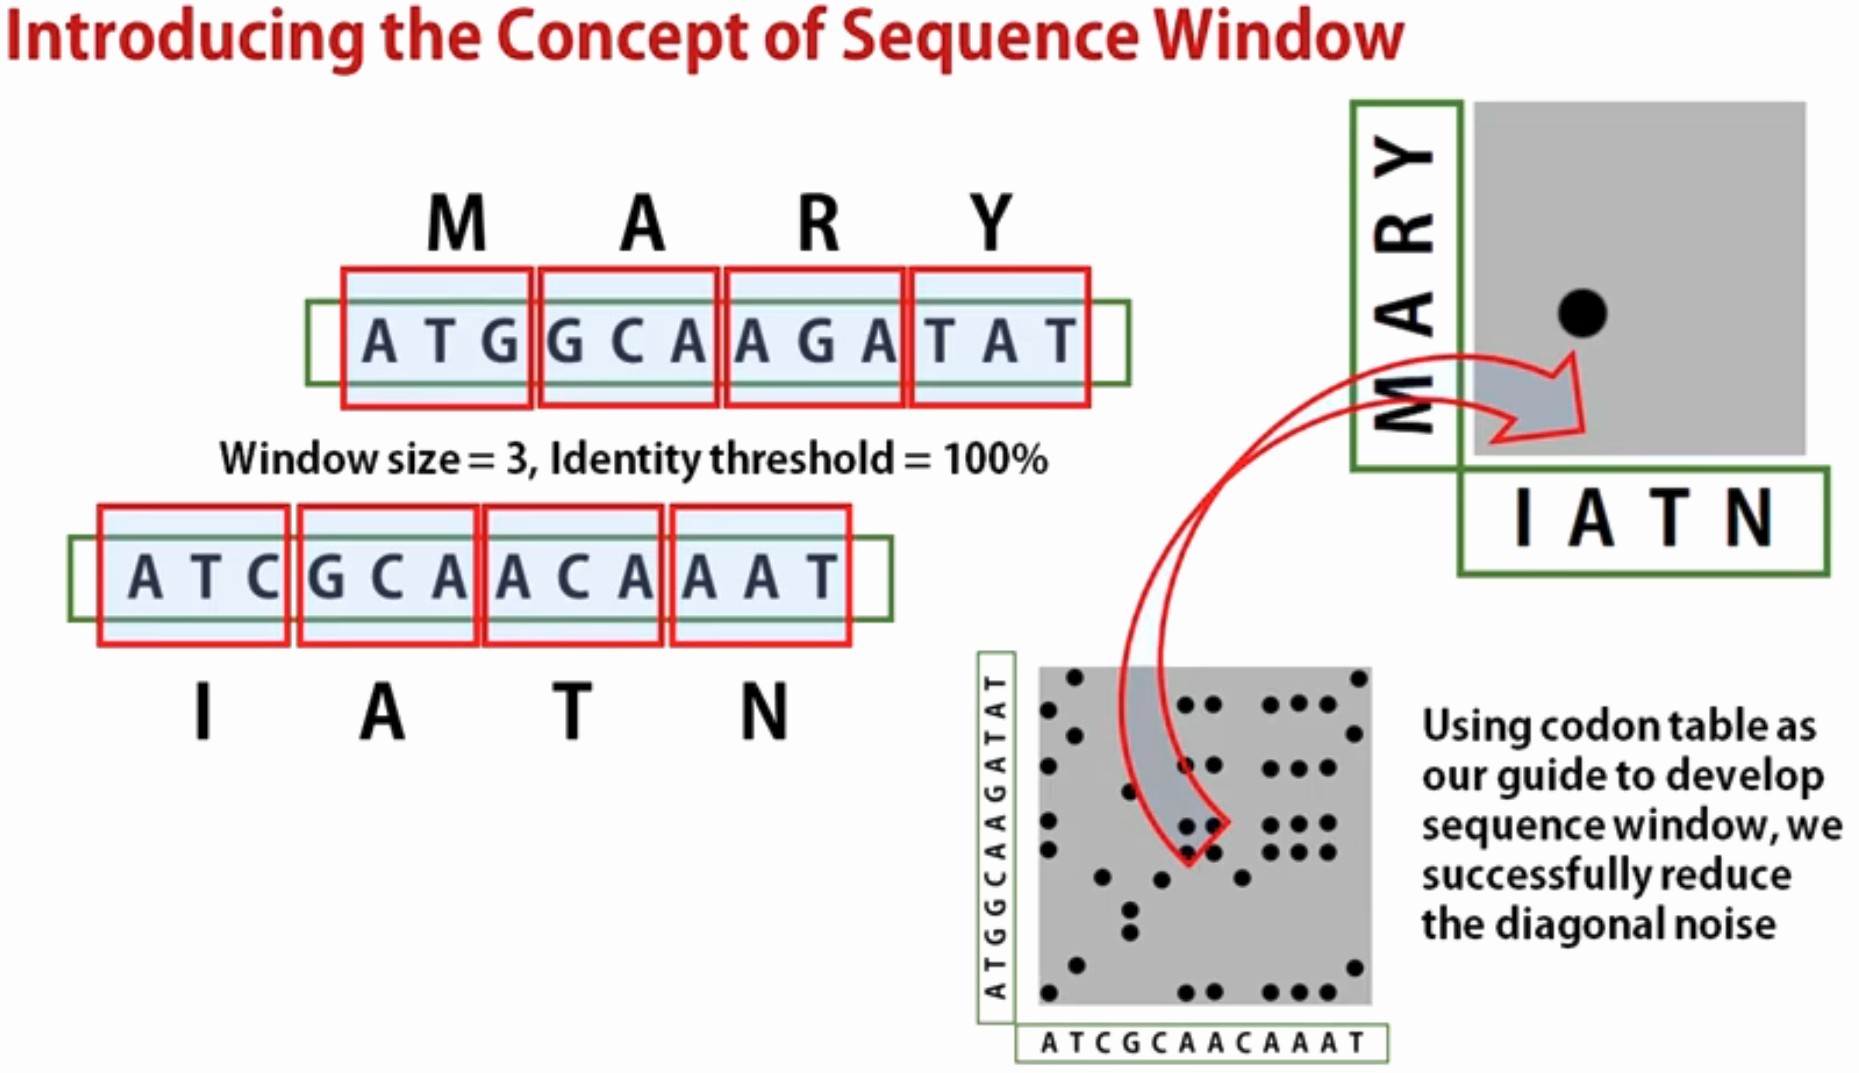 Introducing the Concept of Sequence Window
M A R Y
A T G G C A A G A T A T
Window size = 3, Identity threshold = 100%
A T C G C A A C A A A T
I A T N
M A R Y
I A T N
A T G G C A A G A T A T
A T C G C A A C A A A T
Using codon table as
our guide to develop
sequence window, we
successfully reduce
the diagonal noise